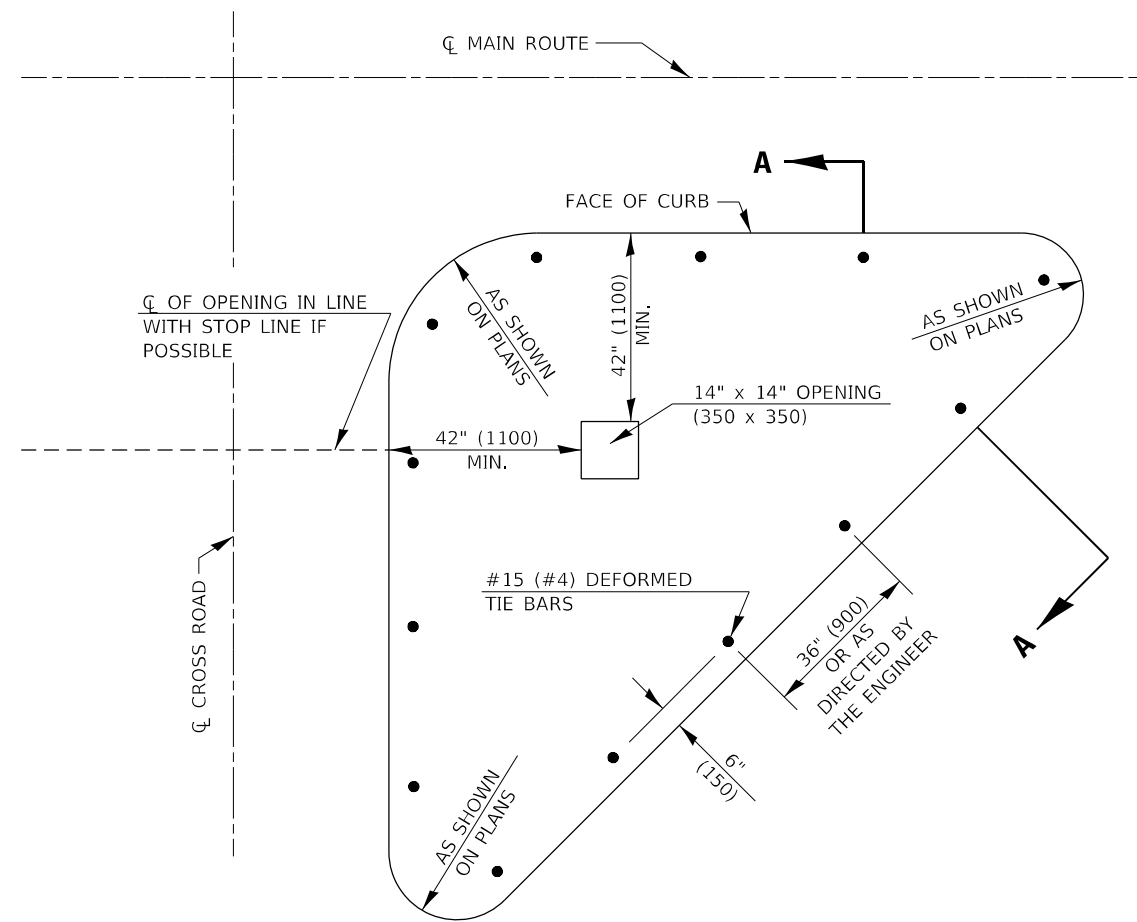 ℄ MAIN ROUTE
A
FACE OF CURB
℄ OF OPENING IN LINE
WITH STOP LINE IF
POSSIBLE
AS SHOWN
ON PLANS
42" (1100)
MIN.
AS SHOWN
ON PLANS
14" x 14" OPENING
(350 x 350)
42" (1100)
MIN.
#15 (#4) DEFORMED
TIE BARS
℄ CROSS ROAD
36" (900)
OR AS
DIRECTED BY
THE ENGINEER
A
6"
(150)
AS SHOWN
ON PLANS